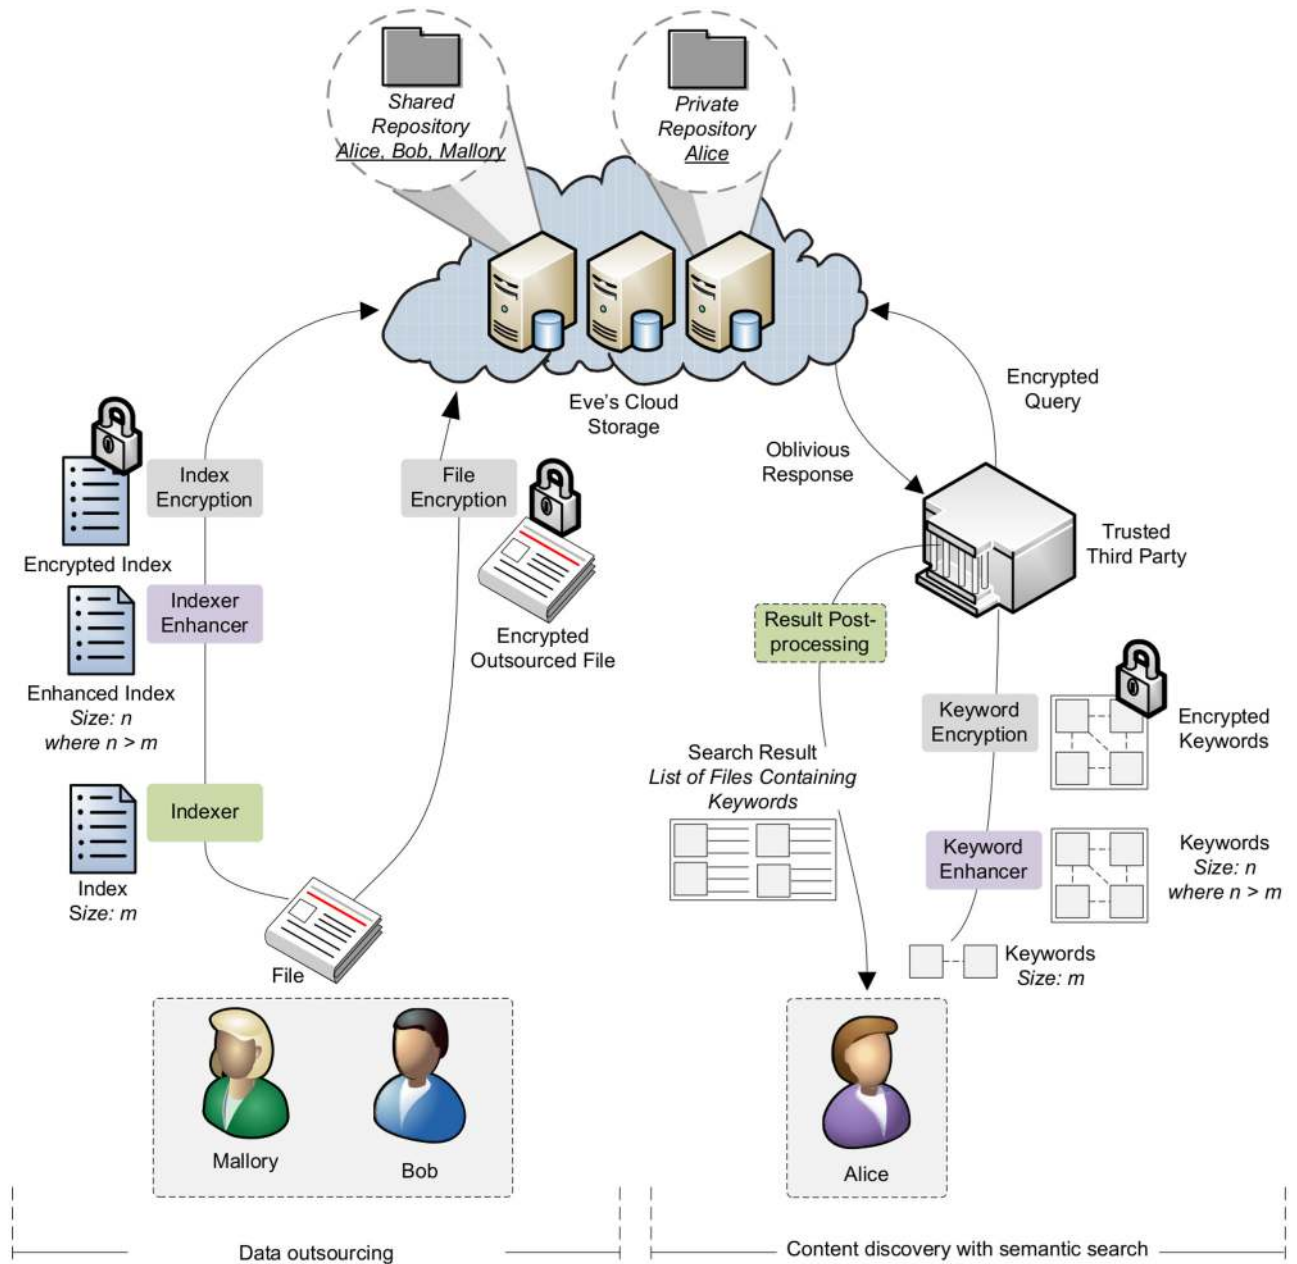 Shared
Repository
Alice, Bob, Mallory
Private
Repository
Alice
Eve's Cloud
Storage
Encrypted
Query
Oblivious
Response
Trusted
Third Party
Index
Encryption
Encrypted Index
File
Encryption
Encrypted
Outsourced File
Indexer
Enhancer
Enhanced Index
Size: n
where n > m
Indexer
Index
Size: m
File
Result Post-
processing
Keyword
Encryption
Encrypted
Keywords
Search Result
List of Files Containing
Keywords
Keyword
Enhancer
Keywords
Size: n
where n > m
Keywords
Size: m
Mallory
Bob
Alice
Data outsourcing
Content discovery with semantic search